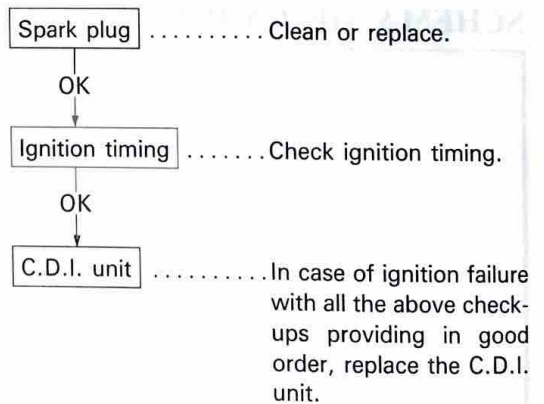 Spark plug .......... Clean or replace.
OK
Ignition timing ....... Check ignition timing.
OK
C.D.I. unit .......... In case of ignition failure
with all the above check-
ups providing in good
order, replace the C.D.I.
unit.